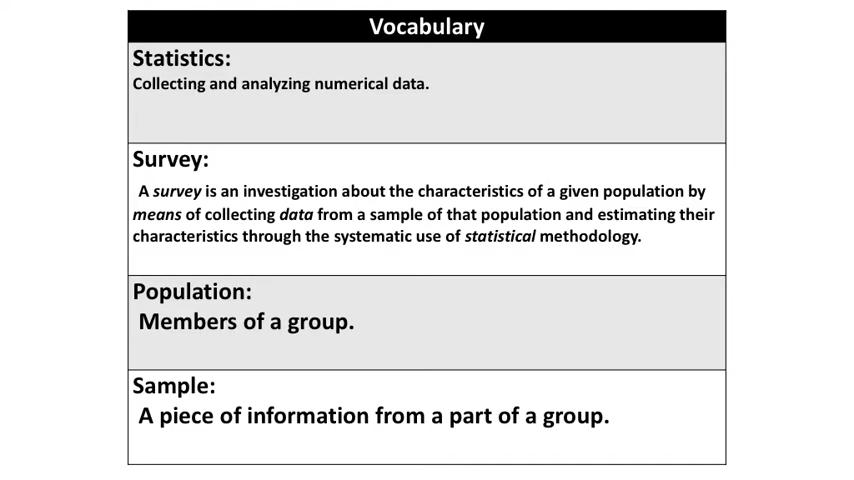 Vocabulary
Statistics:
Collecting and analyzing numerical data.
Survey:
A survey is an investigation about the characteristics of a given population by
means of collecting data from a sample of that population and estimating their
characteristics through the systematic use of statistical methodology.
Population:
Members of a group.
Sample:
A piece of information from a part of a group.